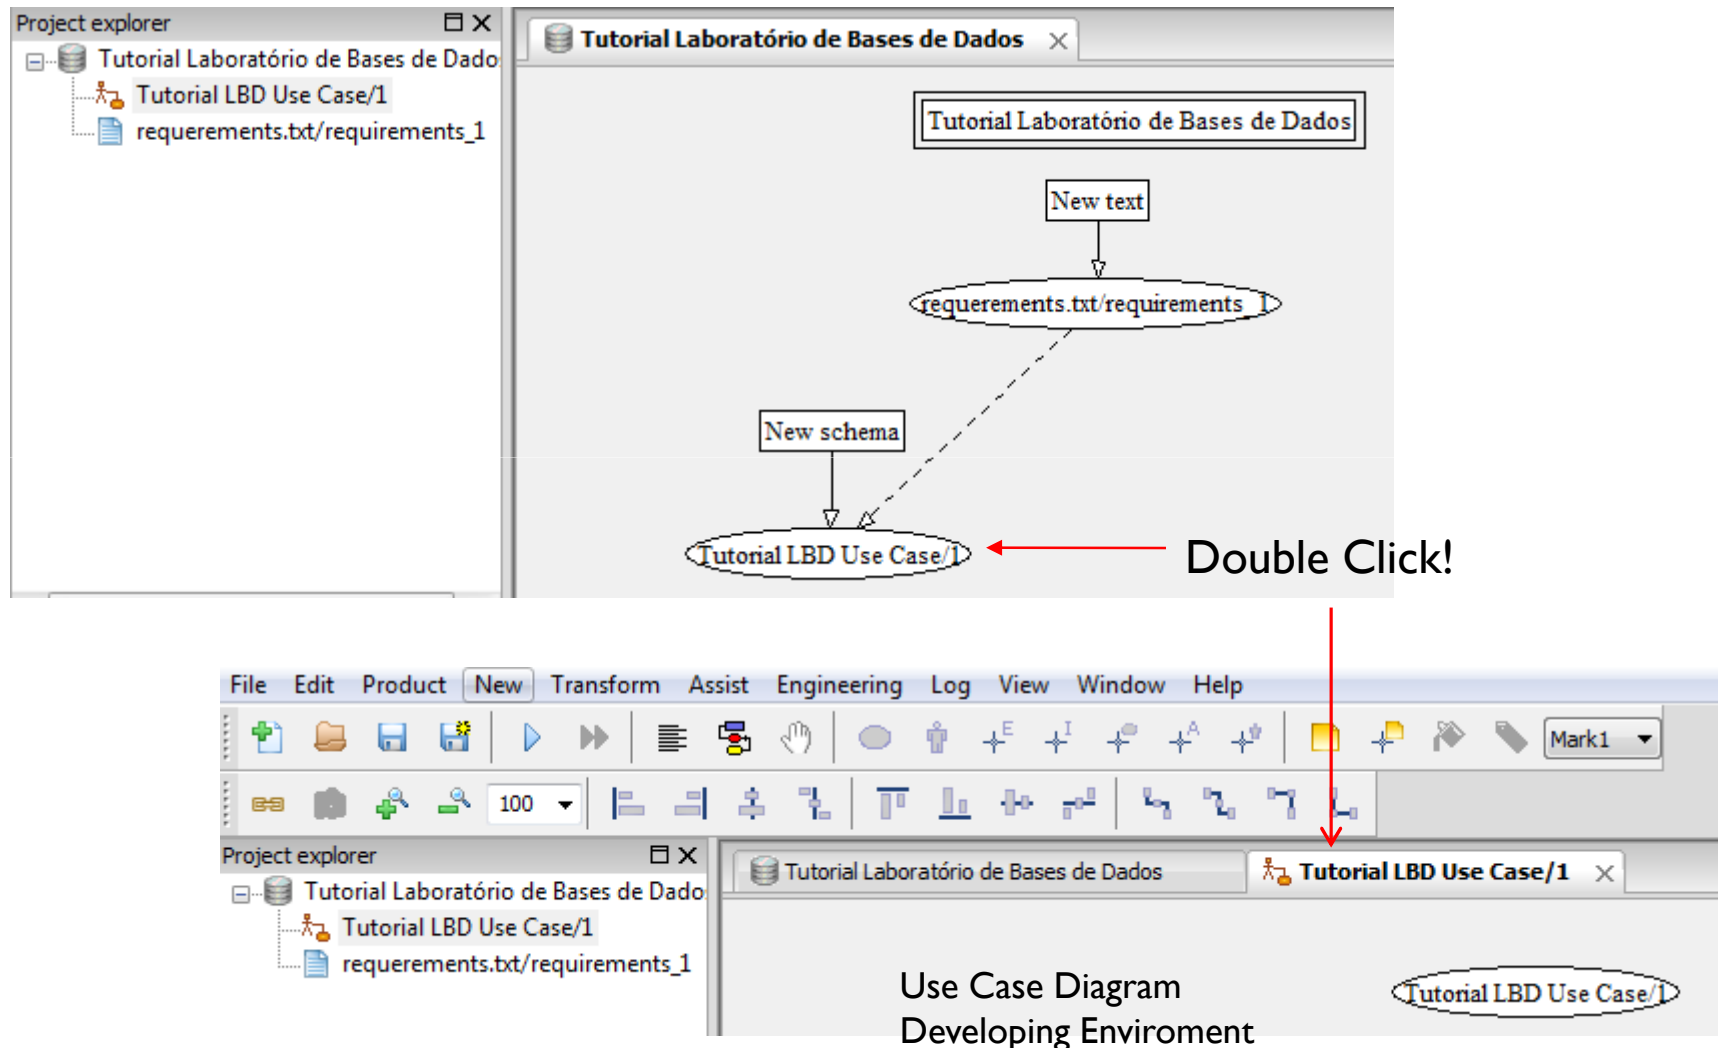 Project explorer
Tutorial Laboratório de Bases de Dado
Tutorial LBD Use Case/1
requerements.txt/requirements_1
Tutorial Laboratório de Bases de Dados
Tutorial Laboratório de Bases de Dados
New text
requerements.txt/requirements_1
New schema
Tutorial LBD Use Case/1
Double Click!
File Edit Product New Transform Assist Engineering Log View Window Help
E I A Mark1
100
Project explorer
Tutorial Laboratório de Bases de Dado
Tutorial LBD Use Case/1
requerements.txt/requirements_1
Tutorial Laboratório de Bases de Dados
Tutorial LBD Use Case/1
Use Case Diagram
Developing Enviroment
Tutorial LBD Use Case/1